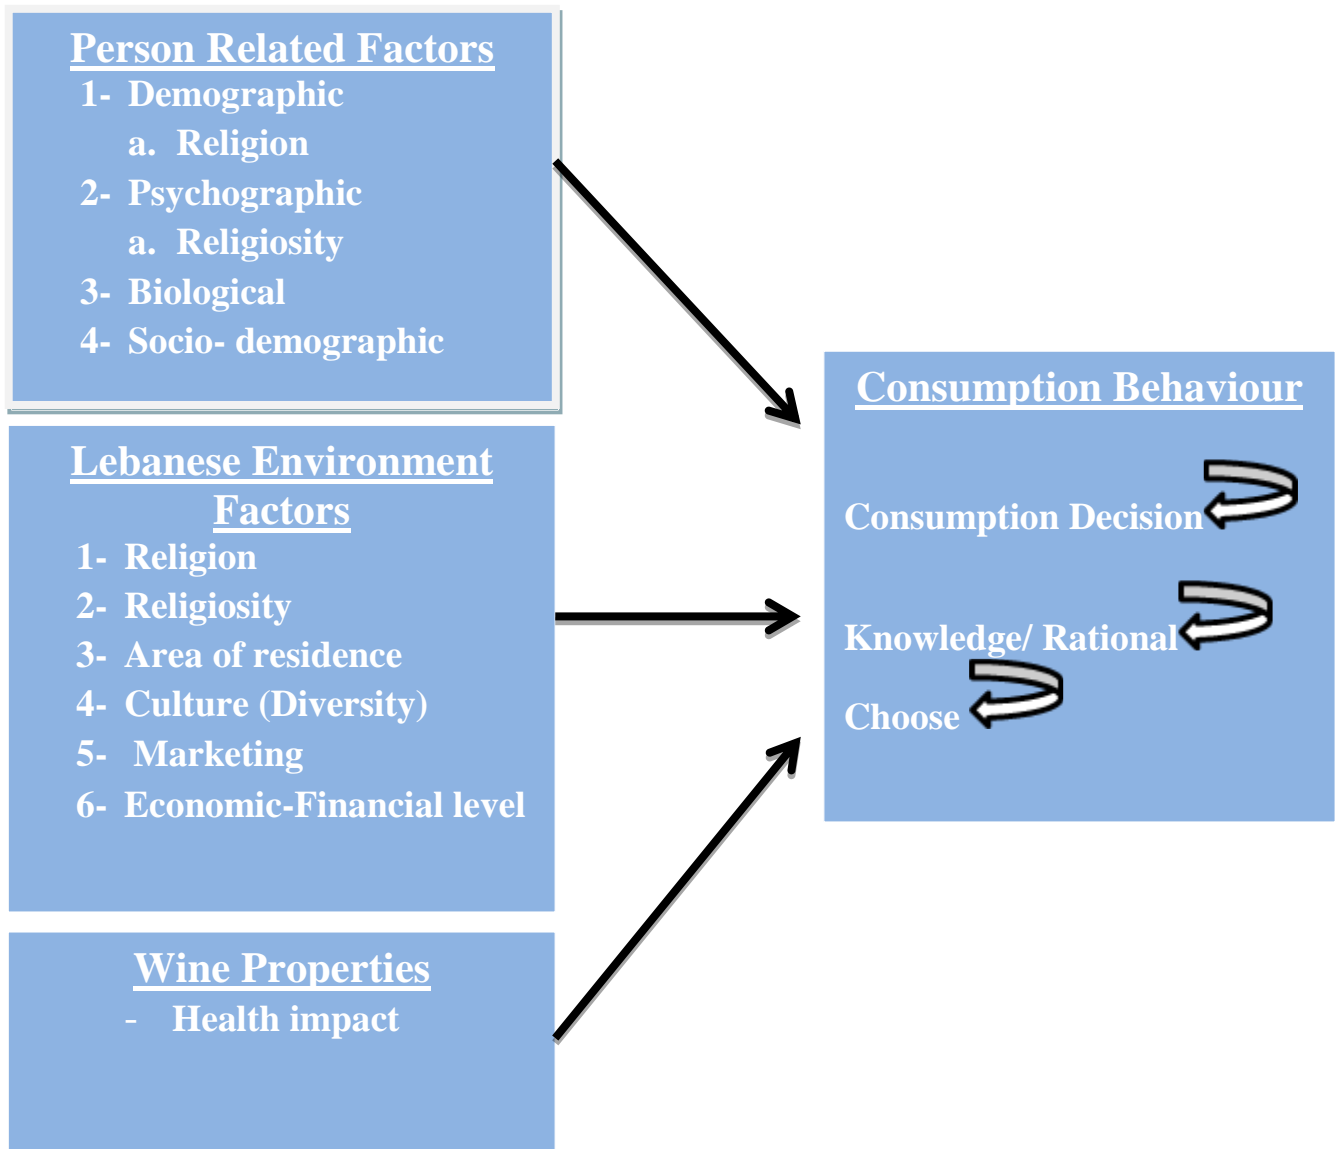 Person Related Factors
1- Demographic
a. Religion
2- Psychographic
a. Religiosity
3- Biological
4- Socio- demographic
Lebanese Environment
Factors
1- Religion
2- Religiosity
3- Area of residence
4- Culture (Diversity)
5- Marketing
6- Economic-Financial level
Wine Properties
- Health impact
Consumption Behaviour
Consumption Decision
Knowledge/ Rational
Choose